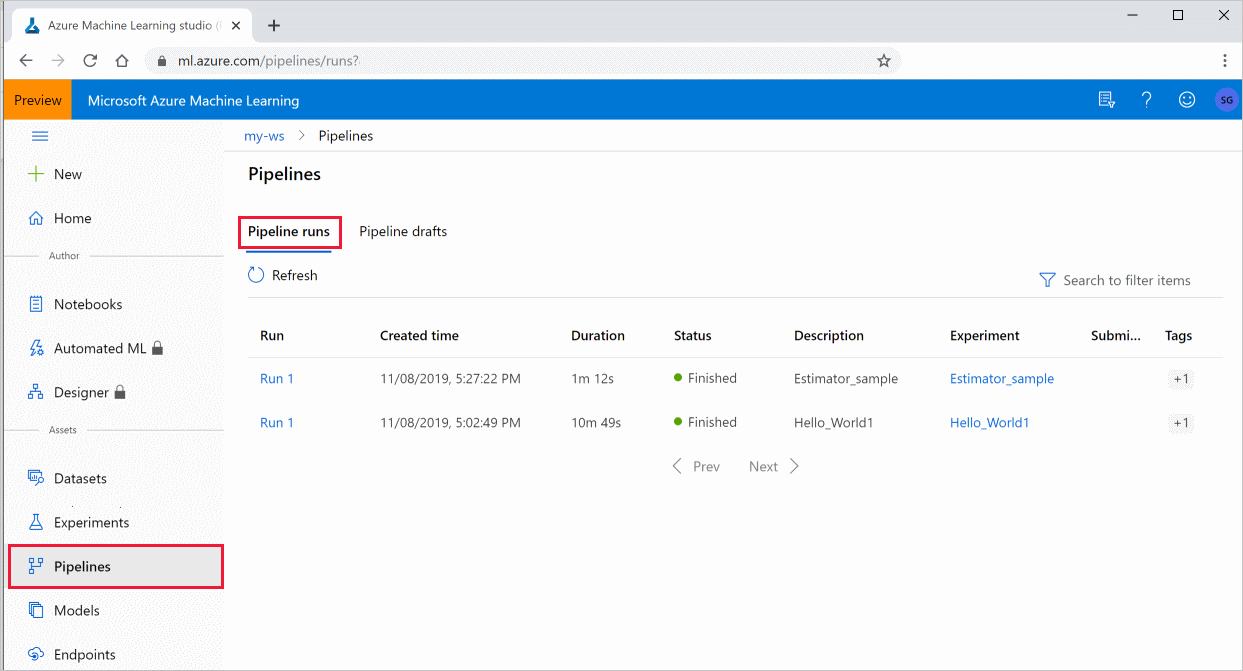 Azure Machine Learning studio (
ml.azure.com/pipelines/runs?
Preview Microsoft Azure Machine Learning SG
my-ws > Pipelines
New
Home
Author
Notebooks
Automated ML
Designer
Assets
Datasets
Experiments
Pipelines
Models
Endpoints
Pipelines
Pipeline runs Pipeline drafts
Refresh Search to filter items
Run Created time Duration Status Description Experiment Submi... Tags
Run 1 11/08/2019, 5:27:22 PM 1m 12s Finished Estimator_sample Estimator_sample +1
Run 1 11/08/2019, 5:02:49 PM 10m 49s Finished Hello_World1 Hello_World1 +1
Prev Next